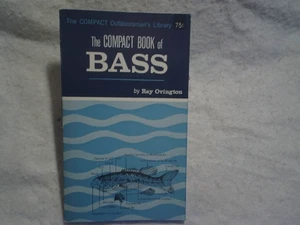 The COMPACT Outdoorsman's Library 75¢
The COMPACT BOOK of
BASS
by Ray Ovington